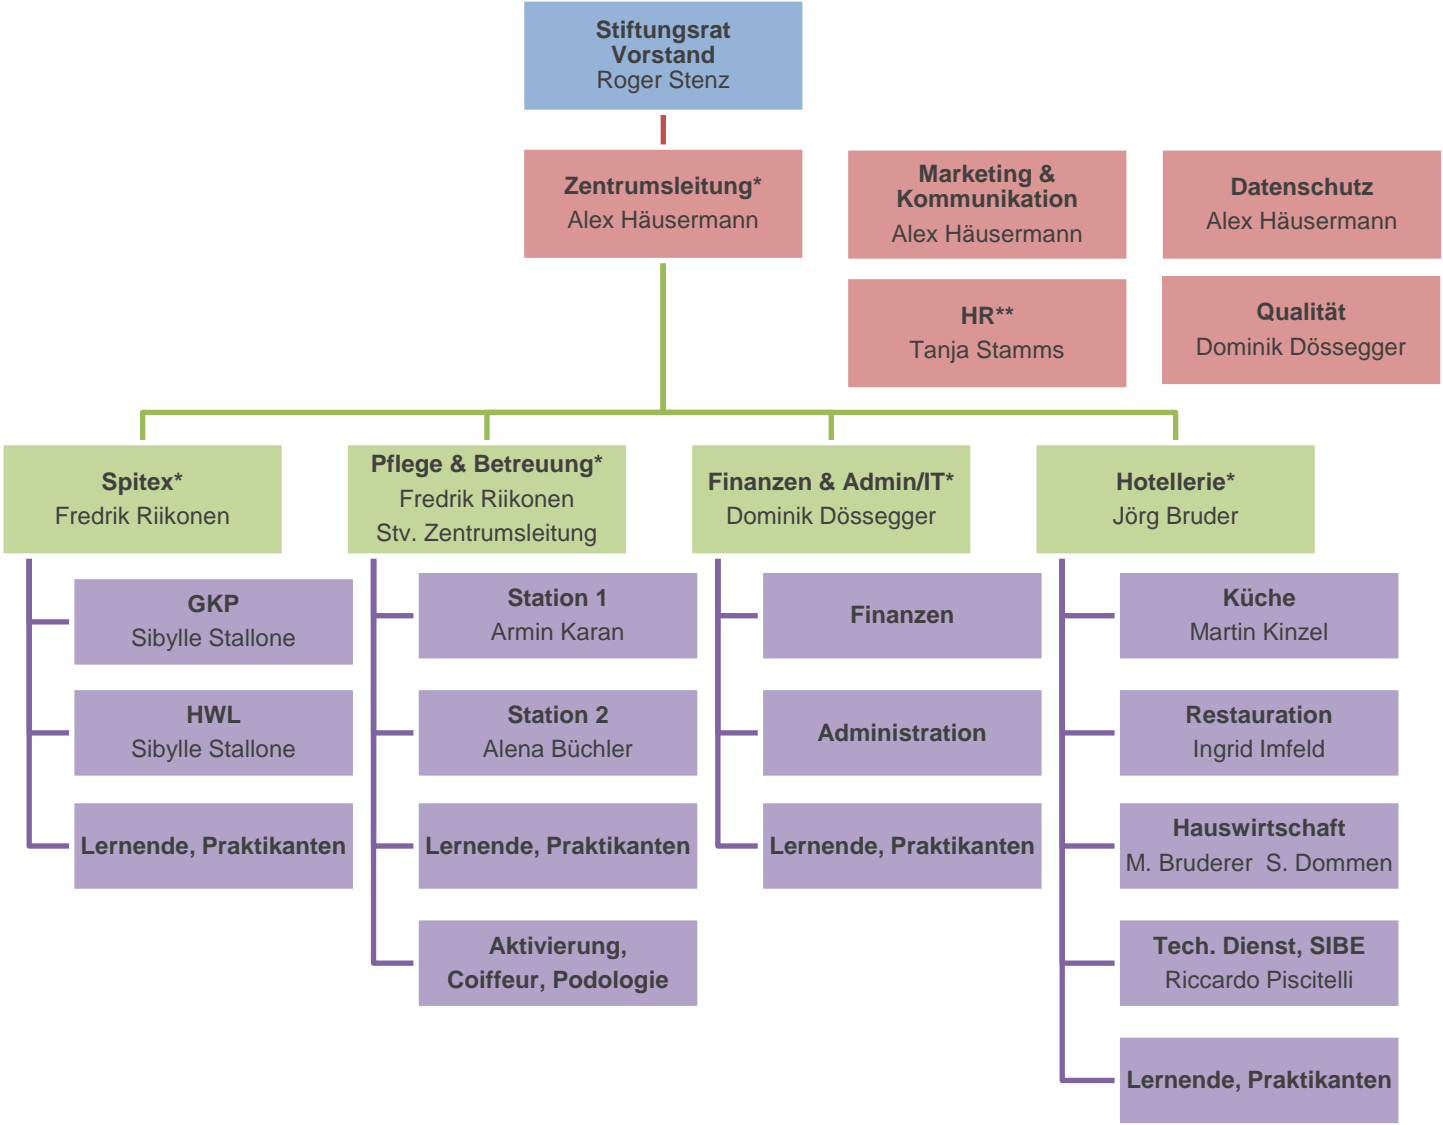 Stiftungsrat
Vorstand
Roger Stenz
Zentrumsleitung*
Alex Häusermann
Marketing &
Kommunikation
Alex Häusermann
Datenschutz
Alex Häusermann
HR**
Tanja Stamms
Qualität
Dominik Dössegger
Spitex*
Fredrik Riikonen
Pflege & Betreuung*
Fredrik Riikonen
Stv. Zentrumsleitung
Finanzen & Admin/IT*
Dominik Dössegger
Hotellerie*
Jörg Bruder
GKP
Sibylle Stallone
HWL
Sibylle Stallone
Lernende, Praktikanten
Station 1
Armin Karan
Station 2
Alena Büchler
Lernende, Praktikanten
Aktivierung,
Coiffeur, Podologie
Finanzen
Administration
Lernende, Praktikanten
Küche
Martin Kinzel
Restauration
Ingrid Imfeld
Hauswirtschaft
M. Bruderer  S. Dommen
Tech. Dienst, SIBE
Riccardo Piscitelli
Lernende, Praktikanten